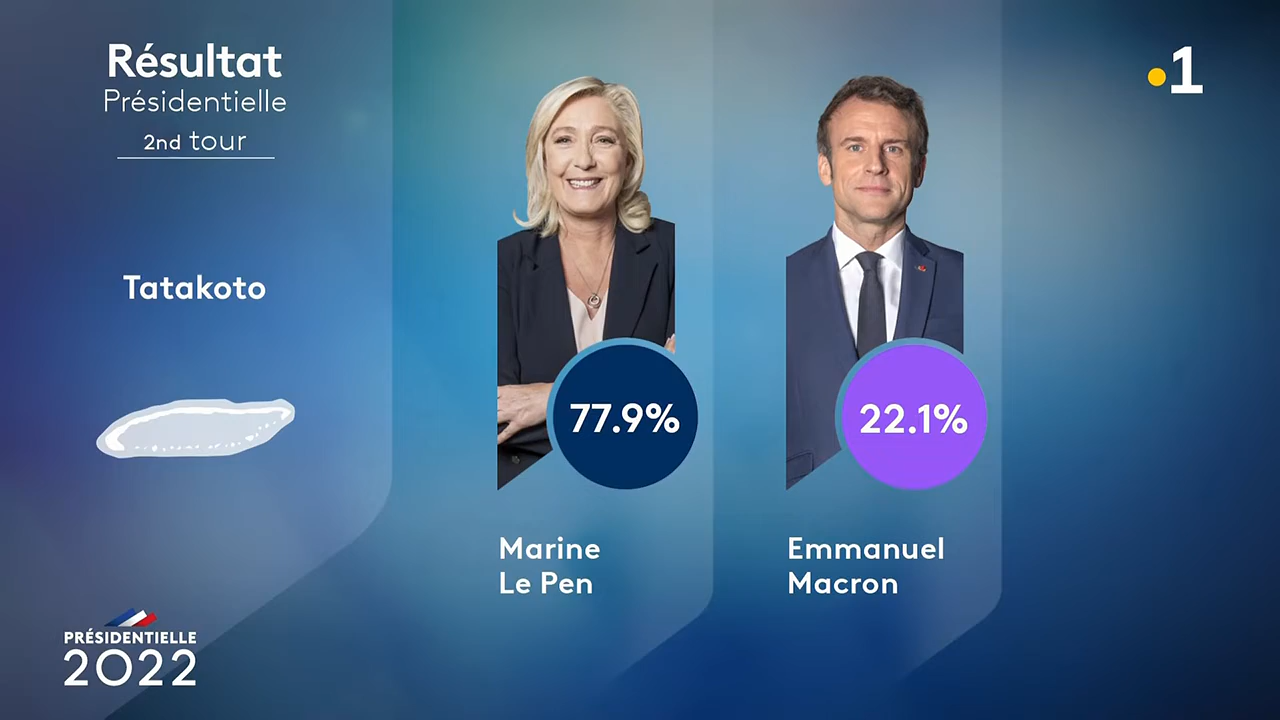 Résultat
Présidentielle
2nd tour
1
Tatakoto
77.9%
22.1%
Marine
Le Pen
Emmanuel
Macron
PRÉSIDENTIELLE
2022